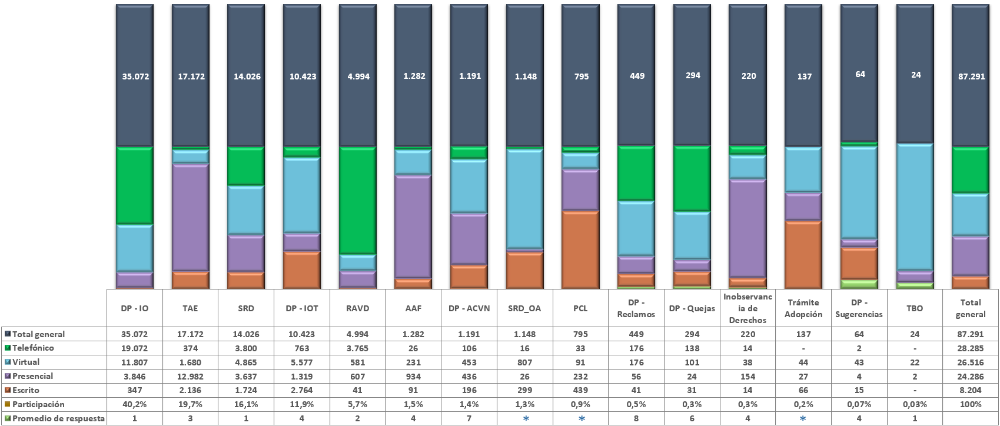 35.072 17.172 14.026 10.423 4.994 1.282 1.191 1.148 795 449 294 220 137 64 24 87.291
DP - IO TAE SRD DP - IOT RAVD AAF DP - ACVN SRD_OA PCL DP - Reclamos DP - Quejas Inobservancia de Derechos Trámite Adopción DP - Sugerencias TBO Total general
Total general 35.072 17.172 14.026 10.423 4.994 1.282 1.191 1.148 795 449 294 220 137 64 24 87.291
Telefónico 19.072 374 3.800 763 3.765 26 106 16 33 176 138 14 - 2 - 28.285
Virtual 11.807 1.680 4.865 5.577 581 231 453 807 91 176 101 38 44 43 22 26.516
Presencial 3.846 12.982 3.637 1.319 607 934 436 26 232 56 24 154 27 4 2 24.286
Escrito 347 2.136 1.724 2.764 41 91 196 299 439 41 31 14 66 15 - 8.204
Participación 40,2% 19,7% 16,1% 11,9% 5,7% 1,5% 1,4% 1,3% 0,9% 0,5% 0,3% 0,3% 0,2% 0,07% 0,03% 100%
Promedio de respuesta 1 3 1 4 2 4 7 * * 8 6 4 * 4 1